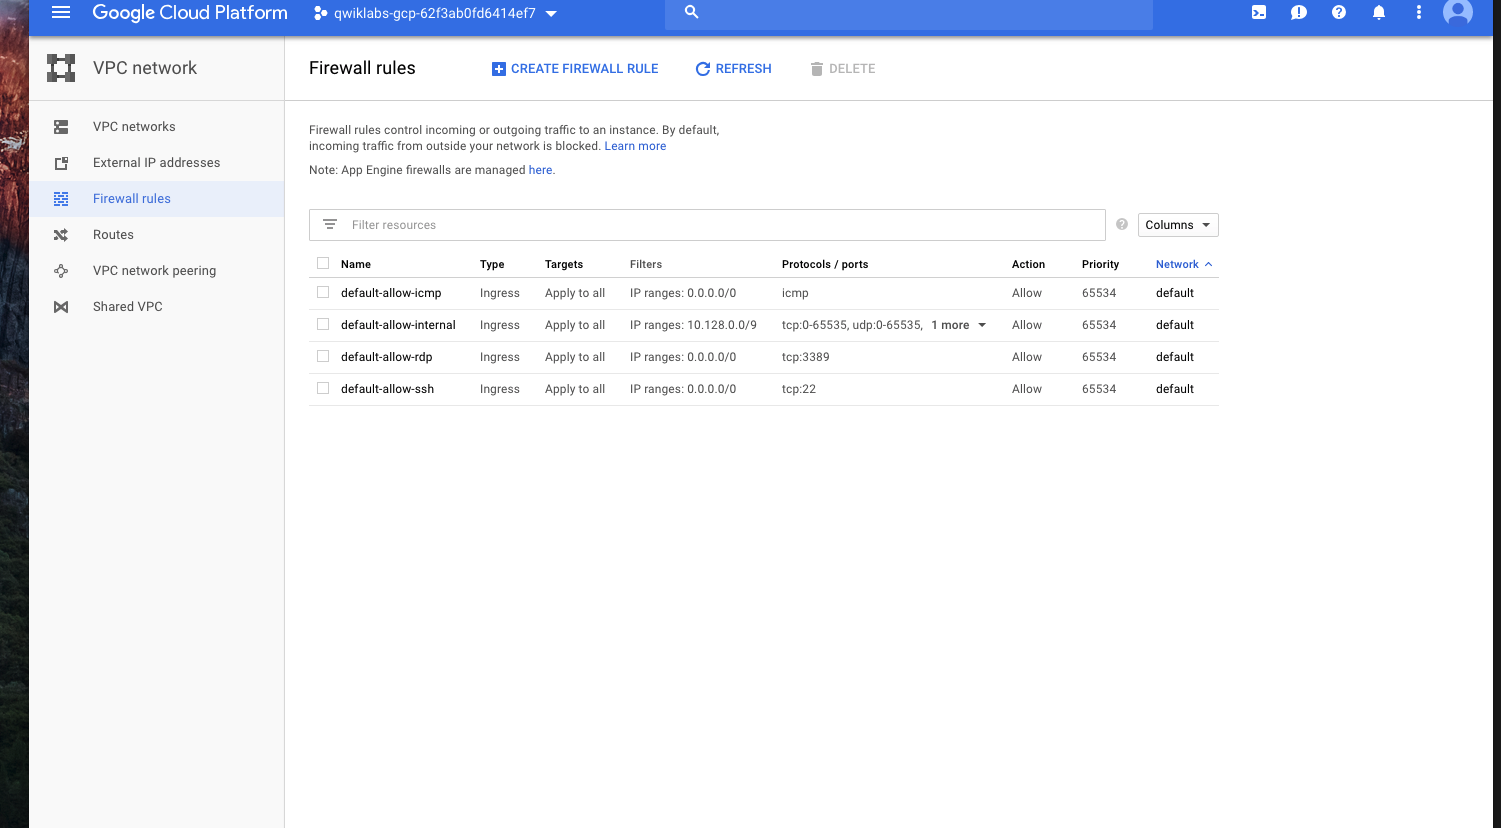 Google Cloud Platform
qwiklabs-gcp-62f3ab0fd6414ef7
VPC network
Firewall rules
CREATE FIREWALL RULE
REFRESH
DELETE
VPC networks
External IP addresses
Firewall rules
Routes
VPC network peering
Shared VPC
Firewall rules control incoming or outgoing traffic to an instance. By default,
incoming traffic from outside your network is blocked. Learn more
Note: App Engine firewalls are managed here.
Filter resources
Columns
Name Type Targets Filters Protocols / ports Action Priority Network
default-allow-icmp Ingress Apply to all IP ranges: 0.0.0.0/0 icmp Allow 65534 default
default-allow-internal Ingress Apply to all IP ranges: 10.128.0.0/9 tcp:0-65535, udp:0-65535, 1 more Allow 65534 default
default-allow-rdp Ingress Apply to all IP ranges: 0.0.0.0/0 tcp:3389 Allow 65534 default
default-allow-ssh Ingress Apply to all IP ranges: 0.0.0.0/0 tcp:22 Allow 65534 default